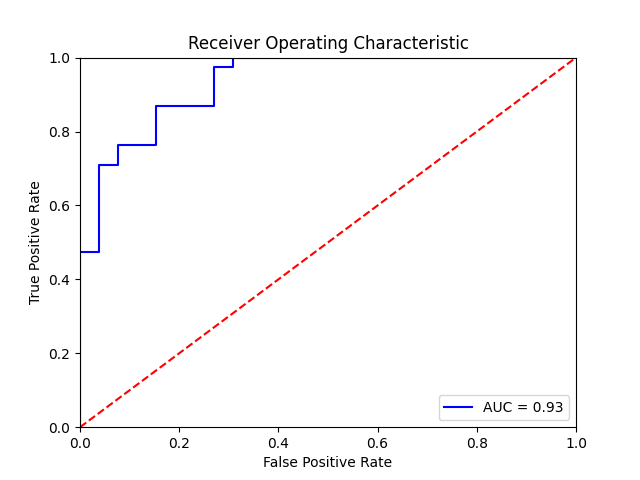 Receiver Operating Characteristic
True Positive Rate
1.0
0.8
0.6
0.4
0.2
0.0
AUC = 0.93
0.0 0.2 0.4 0.6 0.8 1.0
False Positive Rate